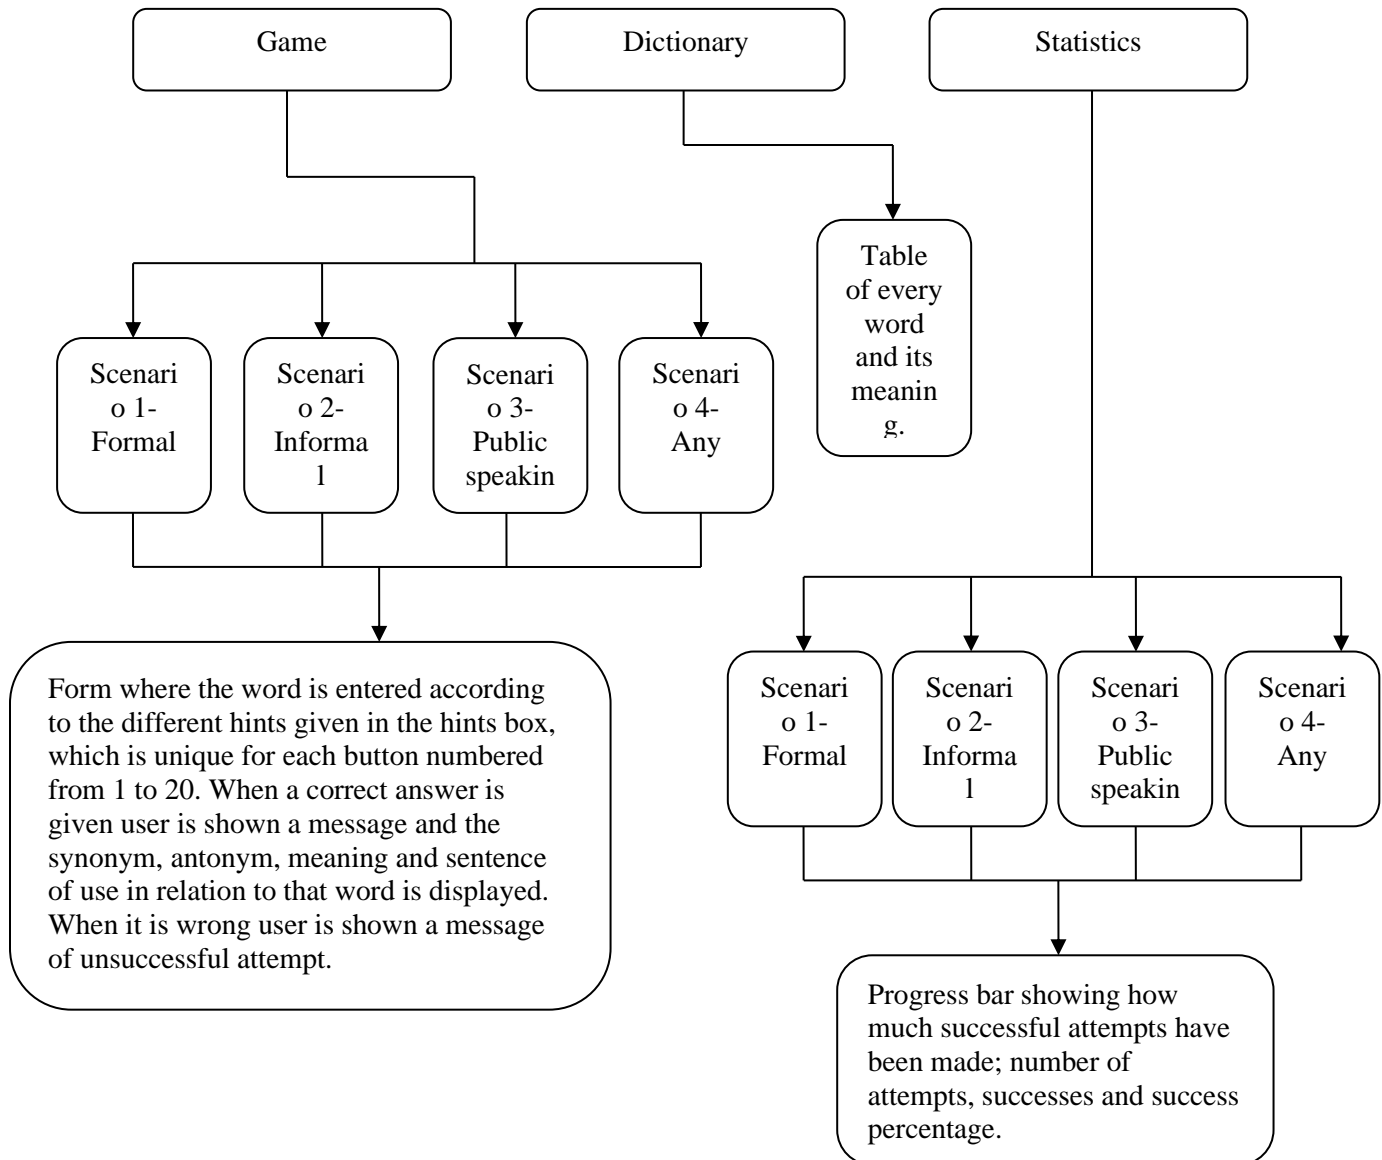 Game
Dictionary
Statistics
Table
of every
word
and its
meanin
g.
Scenari
o 1-
Formal
Scenari
o 2-
Informa
l
Scenari
o 3-
Public
speakin
Scenari
o 4-
Any
Form where the word is entered according
to the different hints given in the hints box,
which is unique for each button numbered
from 1 to 20. When a correct answer is
given user is shown a message and the
synonym, antonym, meaning and sentence
of use in relation to that word is displayed.
When it is wrong user is shown a message
of unsuccessful attempt.
Scenari
o 1-
Formal
Scenari
o 2-
Informa
l
Scenari
o 3-
Public
speakin
Scenari
o 4-
Any
Progress bar showing how
much successful attempts have
been made; number of
attempts, successes and success
percentage.